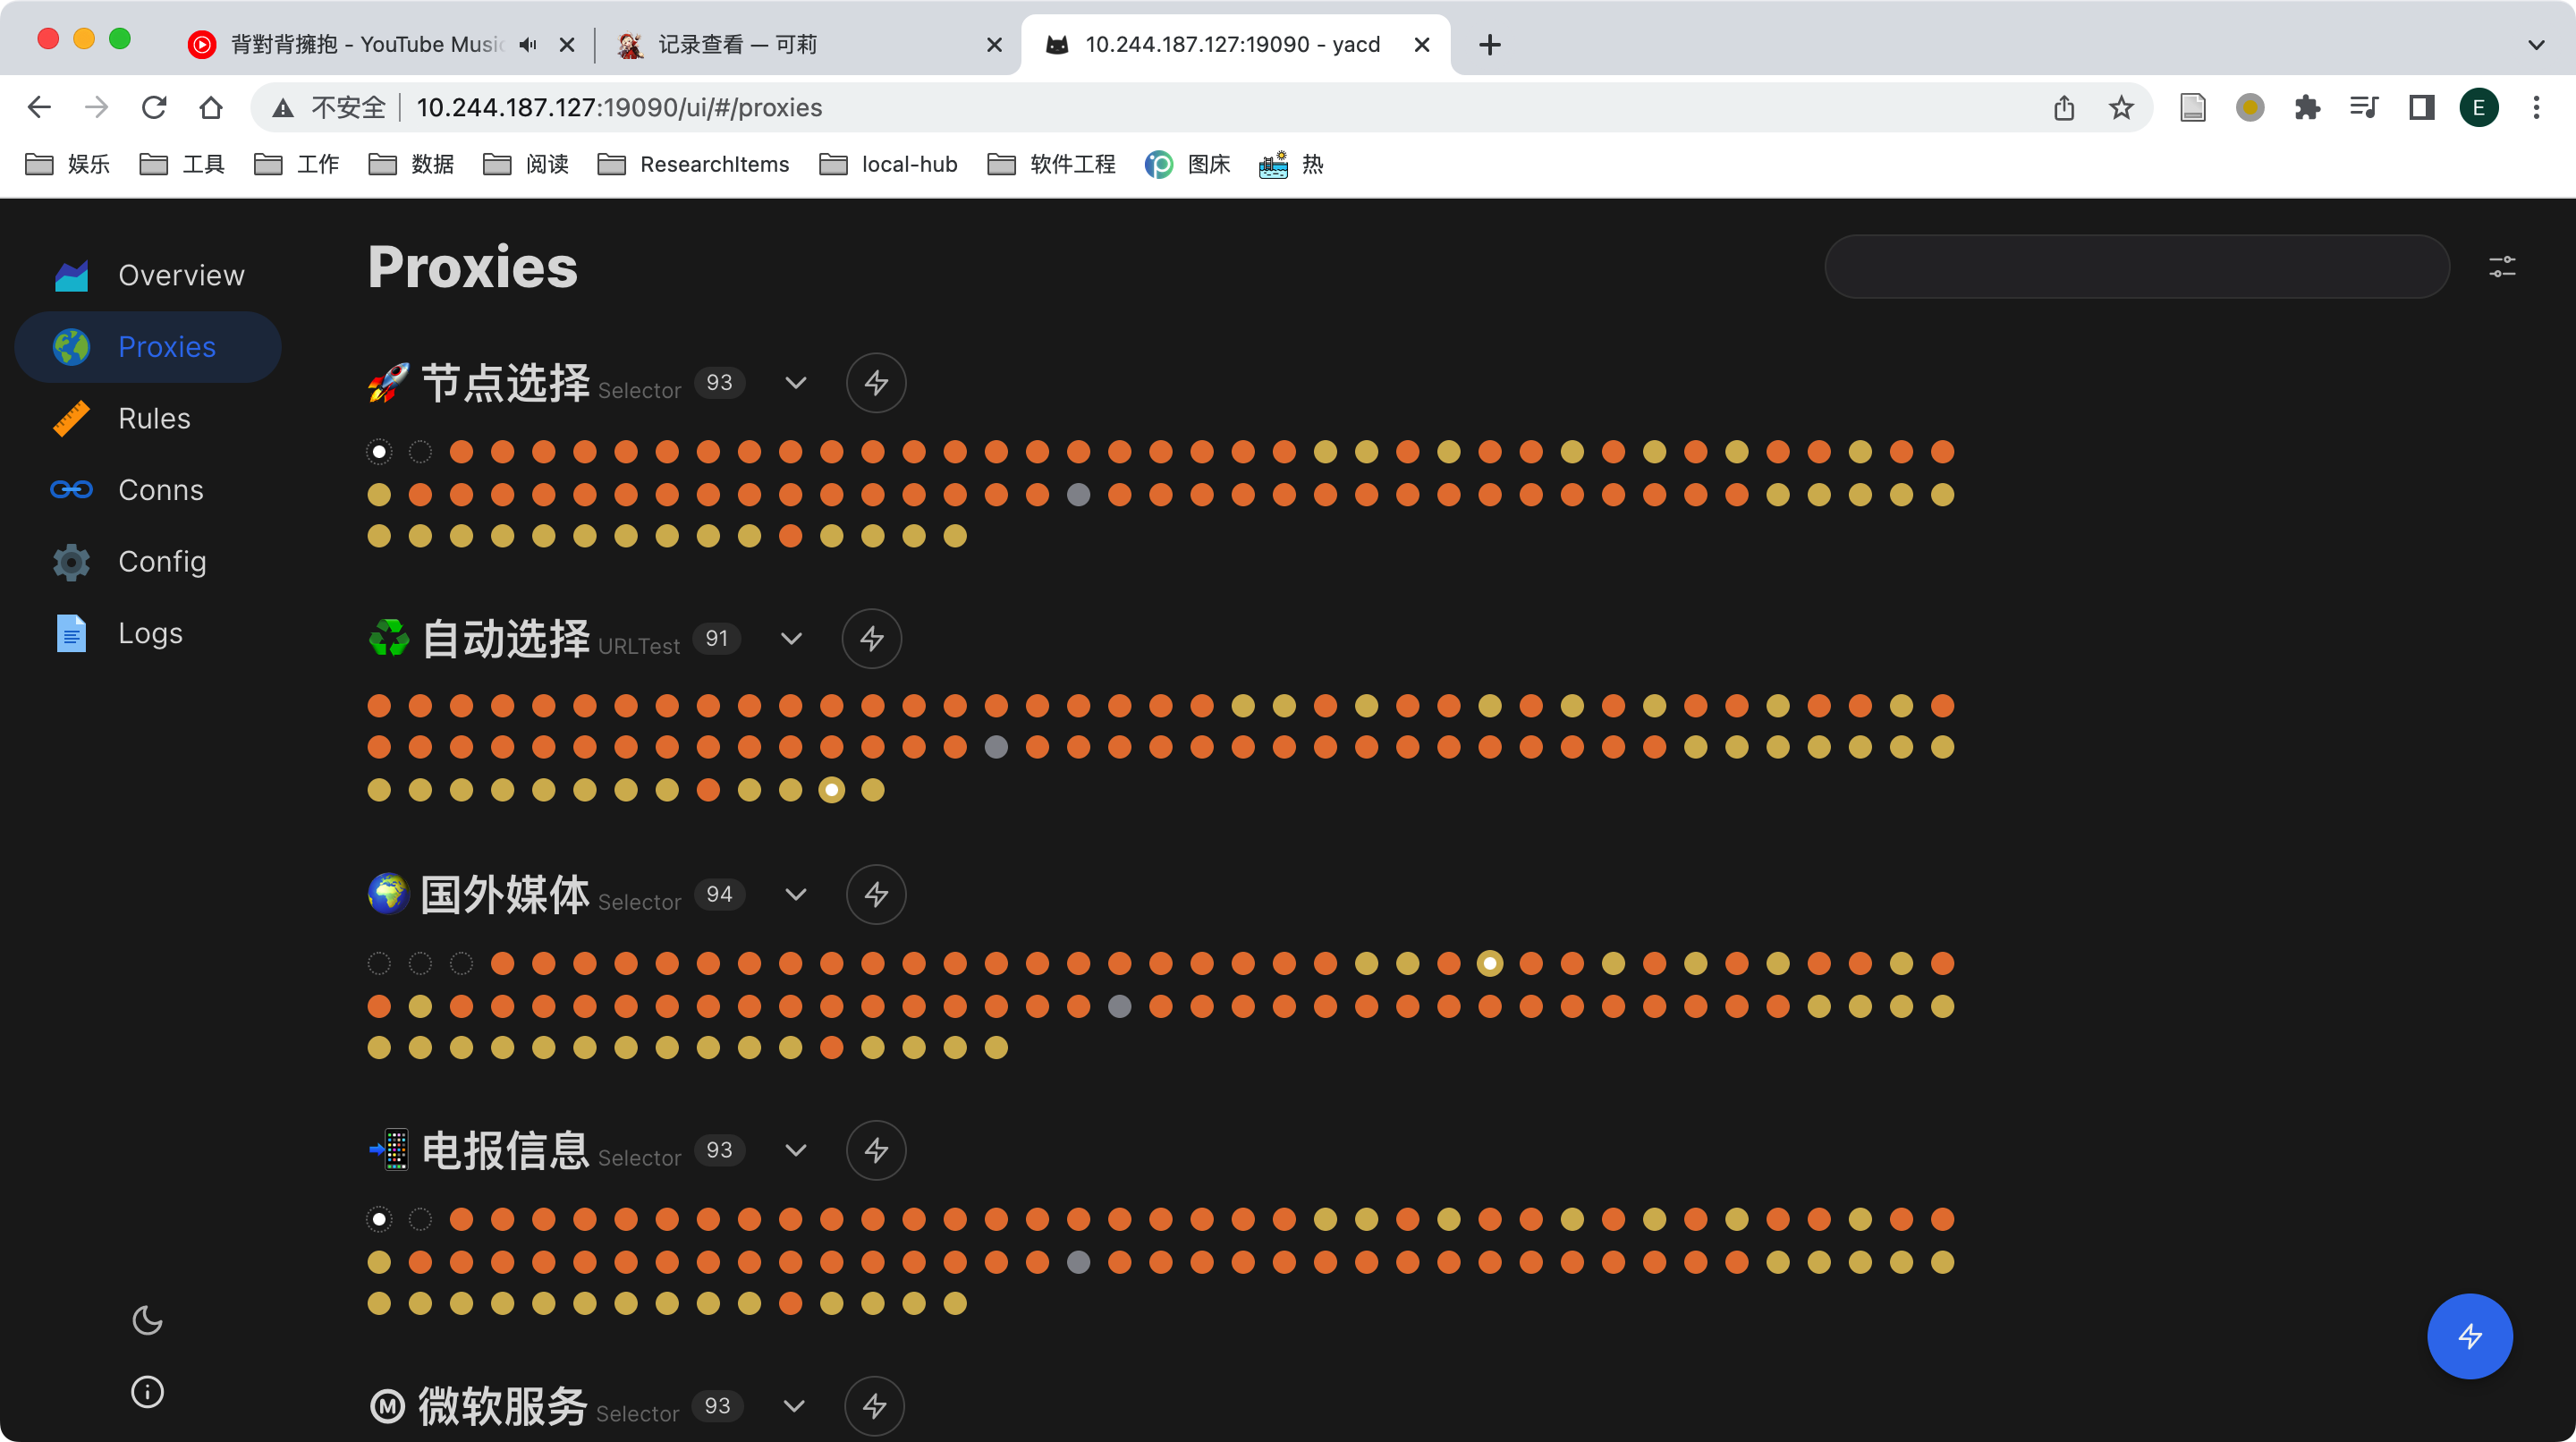 背對背擁抱 - YouTube Music
记录查看 — 可莉
10.244.187.127:19090 - yacd
不安全 10.244.187.127:19090/ui/#/proxies
E
娱乐 工具 工作 数据 阅读 ResearchItems local-hub 软件工程 图床 热
Overview
Proxies
Rules
Conns
Config
Logs
Proxies
节点选择 Selector 93
自动选择 URLTest 91
国外媒体 Selector 94
电报信息 Selector 93
Ⓜ 微软服务 Selector 93